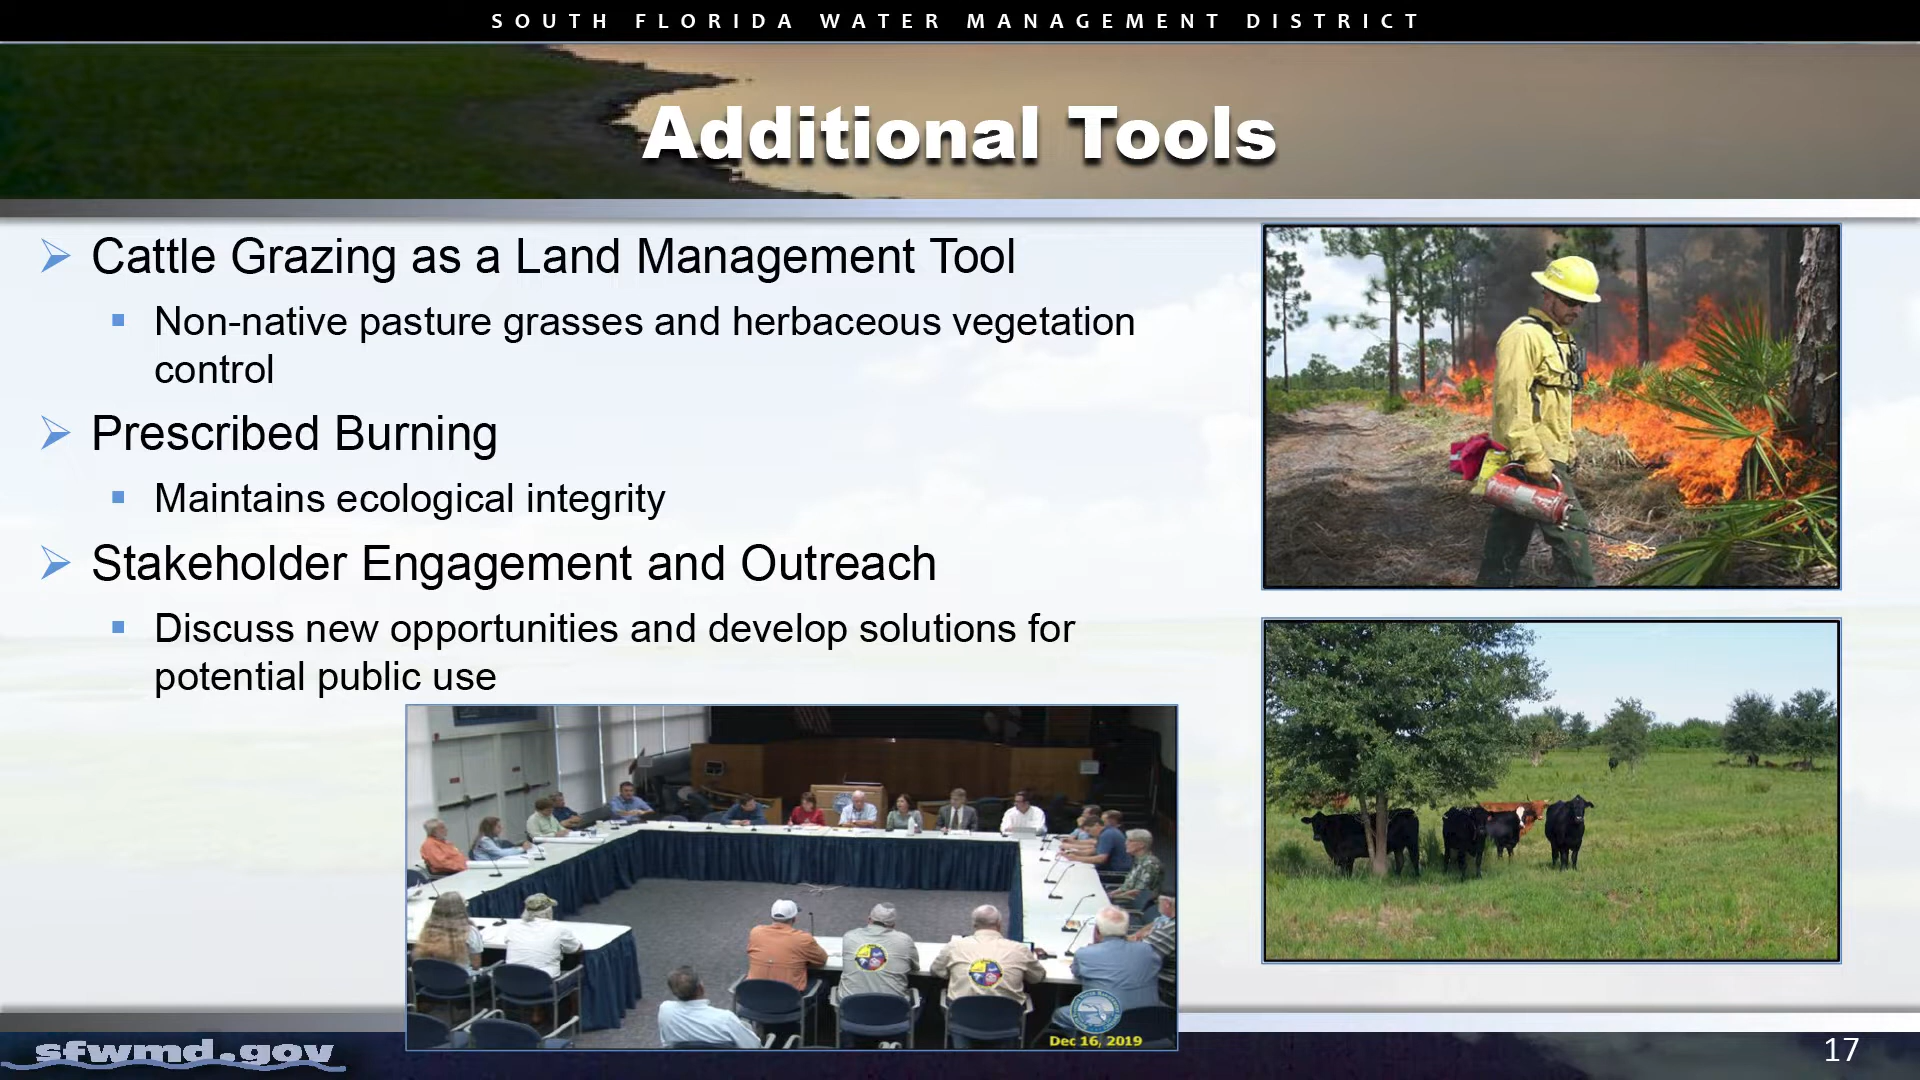 SOUTH FLORIDA WATER MANAGEMENT DISTRICT
Additional Tools
Cattle Grazing as a Land Management Tool
Non-native pasture grasses and herbaceous vegetation
control
Prescribed Burning
Maintains ecological integrity
Stakeholder Engagement and Outreach
Discuss new opportunities and develop solutions for
potential public use
Dec 16, 2019
sfwmd.gov
17